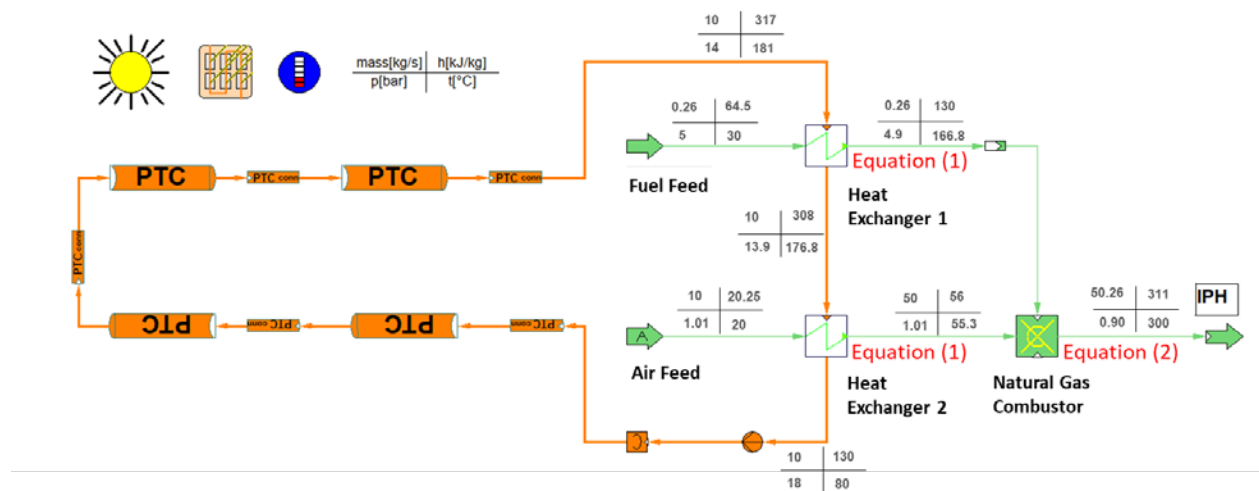 10 317
14 181
mass[kg/s] h[kJ/kg]
p[bar] t[°C]
0.26 64.5
5 30
0.26 130
4.9 166.8
Equation (1)
Fuel Feed
Heat
Exchanger 1
PTC
PTC conn
PTC
PTC conn
PTC conn
10 308
13.9 176.8
10 20.25
1.01 20
50 56
1.01 55.3
50.26 311
0.90 300
IPH
A
Equation (1)
Equation (2)
Air Feed
Heat
Exchanger 2
Natural Gas
Combustor
PTC
PTC conn
PTC
PTC conn
10 130
18 80